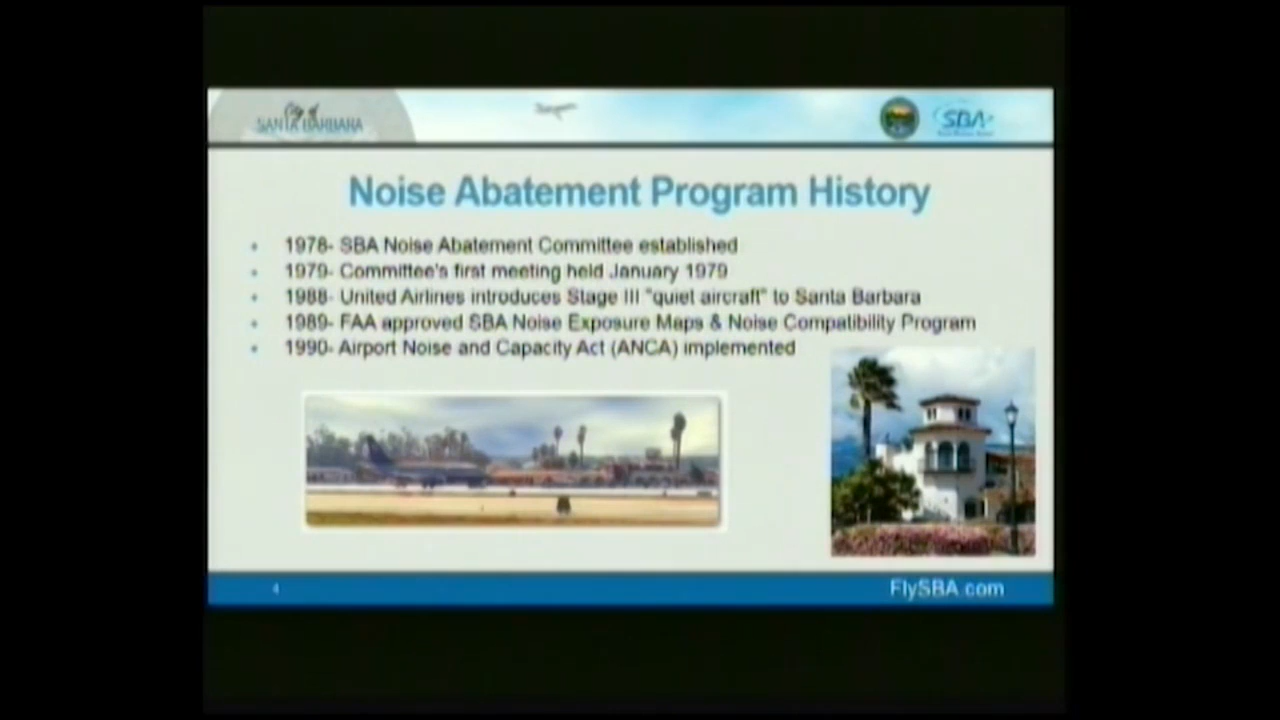 City of
SANTA BARBARA
SBA
Noise Abatement Program History
• 1978- SBA Noise Abatement Committee established
• 1979- Committee's first meeting held January 1979
• 1988- United Airlines introduces Stage III "quiet aircraft" to Santa Barbara
• 1989- FAA approved SBA Noise Exposure Maps & Noise Compatibility Program
• 1990- Airport Noise and Capacity Act (ANCA) implemented
4
FlySBA.com